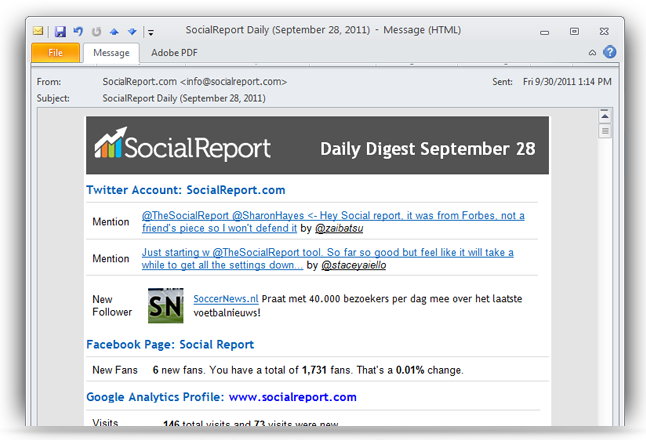 SocialReport Daily (September 28, 2011) - Message (HTML)
File Message Adobe PDF
From: SocialReport.com <info@socialreport.com> Sent: Fri 9/30/2011 1:14 PM
Subject: SocialReport Daily (September 28, 2011)
SocialReport Daily Digest September 28
Twitter Account: SocialReport.com
Mention @TheSocialReport @SharonHayes <- Hey Social report, it was from Forbes, not a
friend's piece so I won't defend it by @zaibatsu
Mention Just starting w @TheSocialReport tool. So far so good but feel like it will take a
while to get all the settings down... by @staceyaiello
New Follower SN SoccerNews.nl Praat met 40.000 bezoekers per dag mee over het laatste
voetbalnieuws!
Facebook Page: Social Report
New Fans 6 new fans. You have a total of 1,731 fans. That's a 0.01% change.
Google Analytics Profile: www.socialreport.com
Visits 146 total visits and 73 visits were new